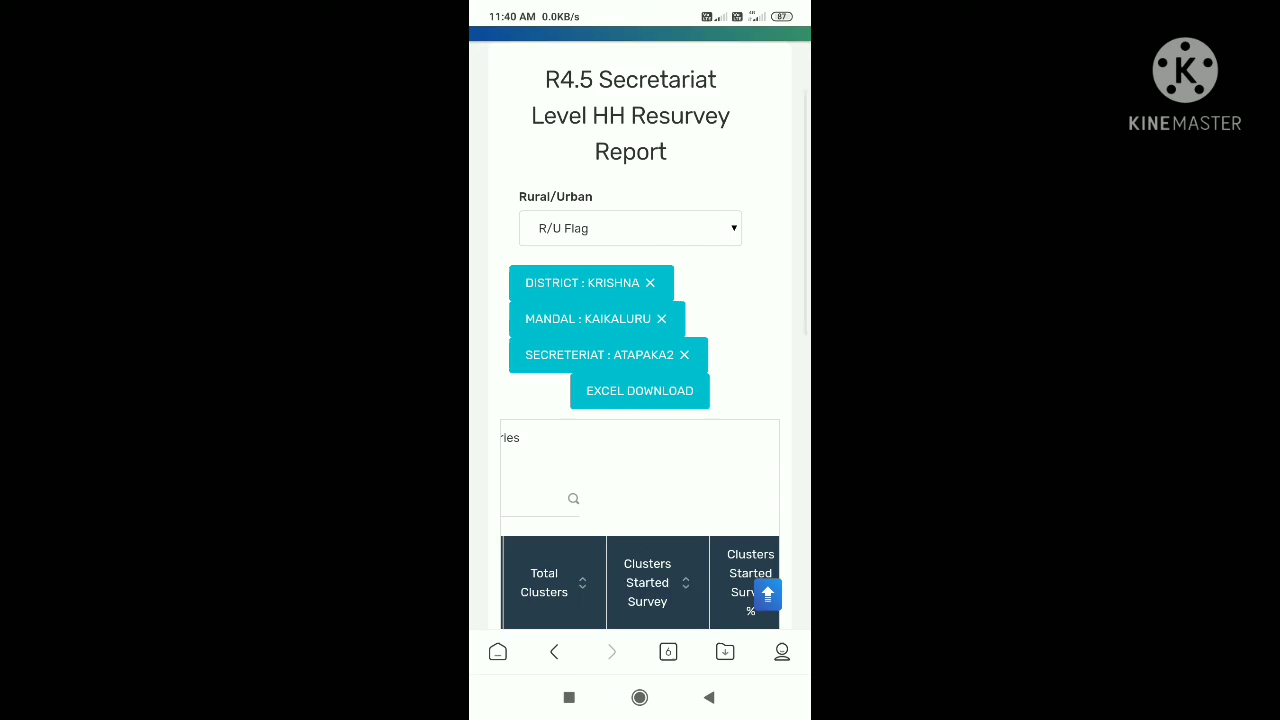 11:40 AM 0.0KB/s
87
KINEMASTER
R4.5 Secretariat
Level HH Resurvey
Report
Rural/Urban
R/U Flag
DISTRICT : KRISHNA ✕
MANDAL : KAIKALURU ✕
SECRETERIAT : ATAPAKA2 ✕
EXCEL DOWNLOAD
ries
Total
Clusters
Clusters
Started
Survey
Clusters
Started
%
6